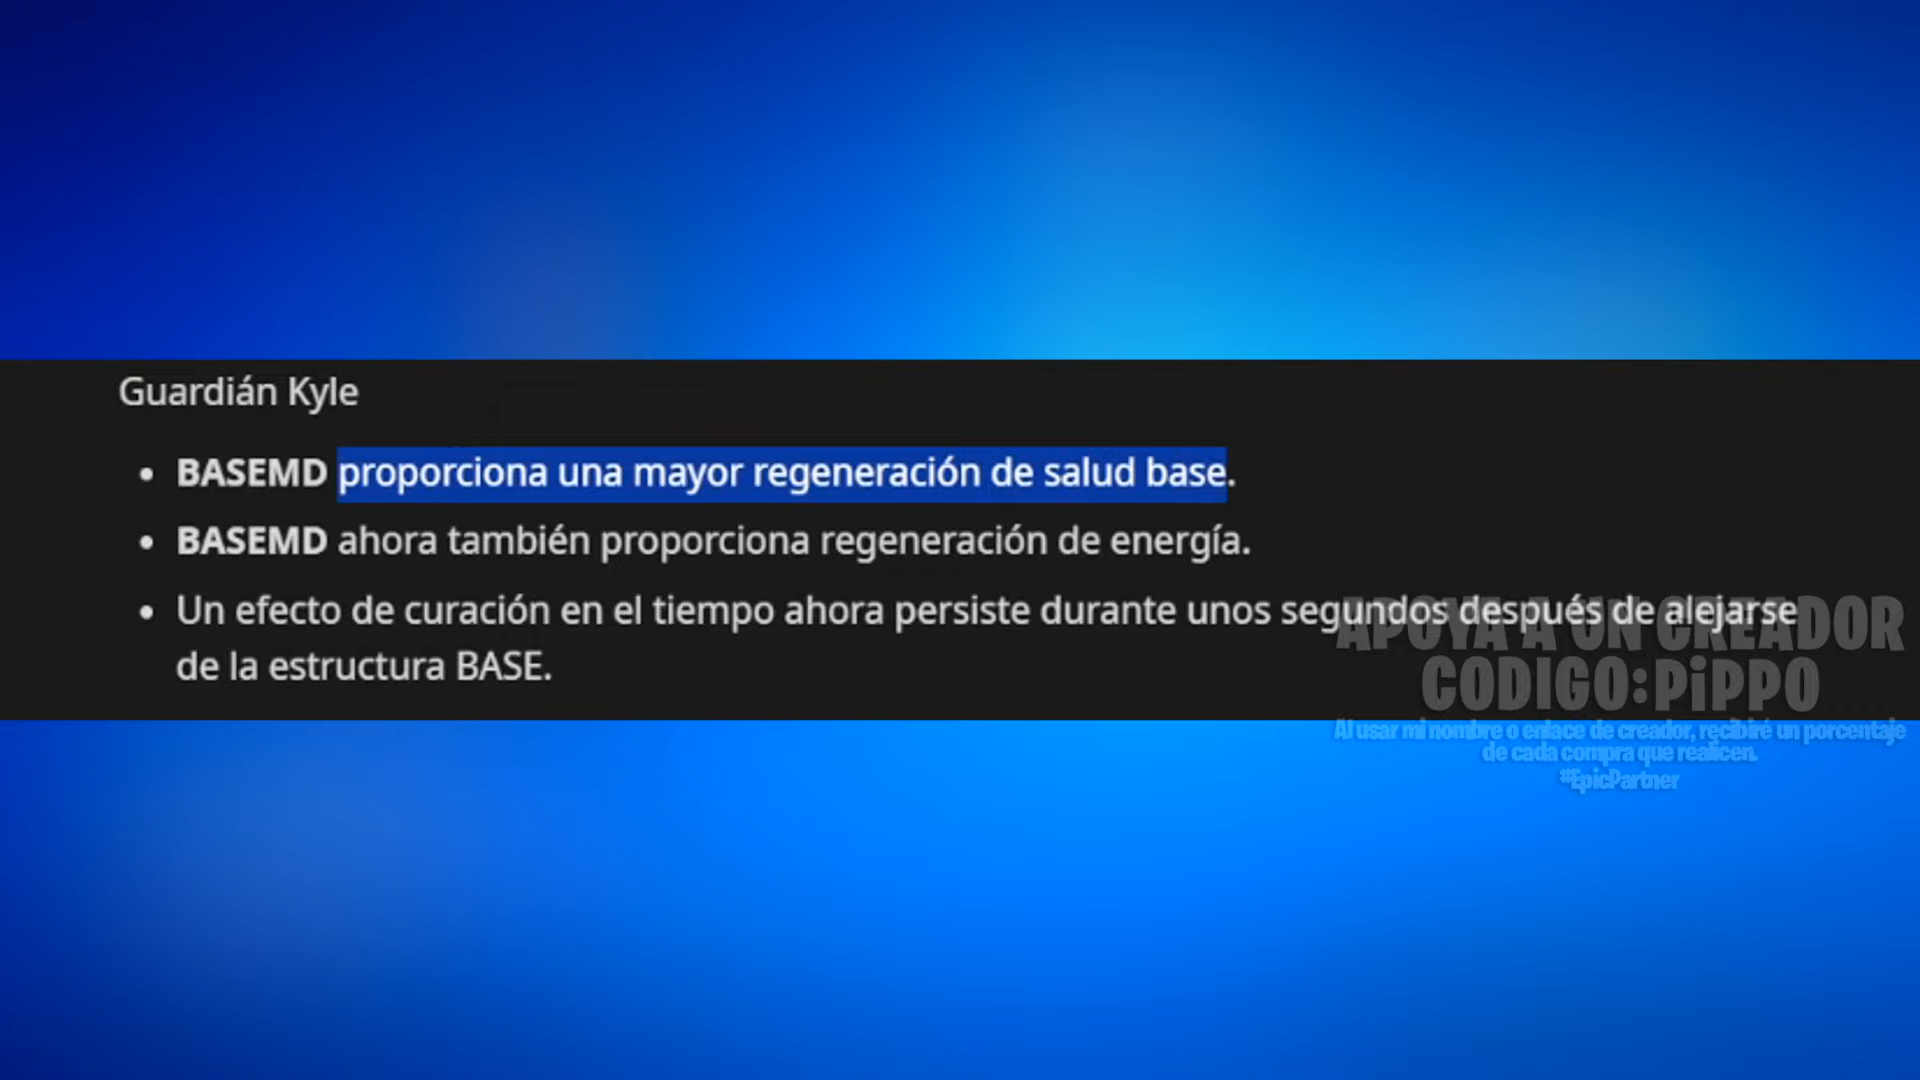 Guardián Kyle
• BASEMD proporciona una mayor regeneración de salud base.
• BASEMD ahora también proporciona regeneración de energía.
• Un efecto de curación en el tiempo ahora persiste durante unos segundos después de alejarse
de la estructura BASE.
APOYA A UN CREADOR
CODIGO:PiPPO
Al usar mi nombre o enlace de creador, recibiré un porcentaje
de cada compra que realicen.
#EpicPartner